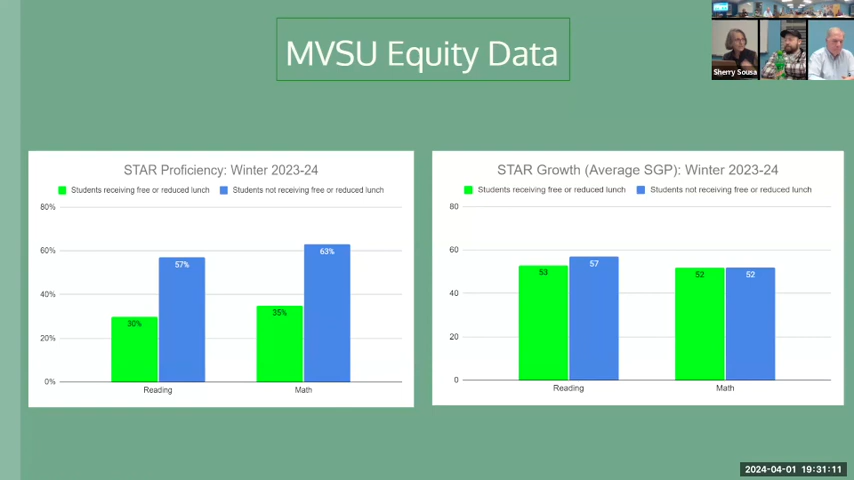 MVSU Equity Data
Sherry Sousa
STAR Proficiency: Winter 2023-24
Students receiving free or reduced lunch
Students not receiving free or reduced lunch
80%
60%
40%
20%
0%
57%
63%
30%
35%
Reading
Math
STAR Growth (Average SGP): Winter 2023-24
Students receiving free or reduced lunch
Students not receiving free or reduced lunch
80
60
40
20
0
53
57
52
52
Reading
Math
2024-04-01 19:31:11